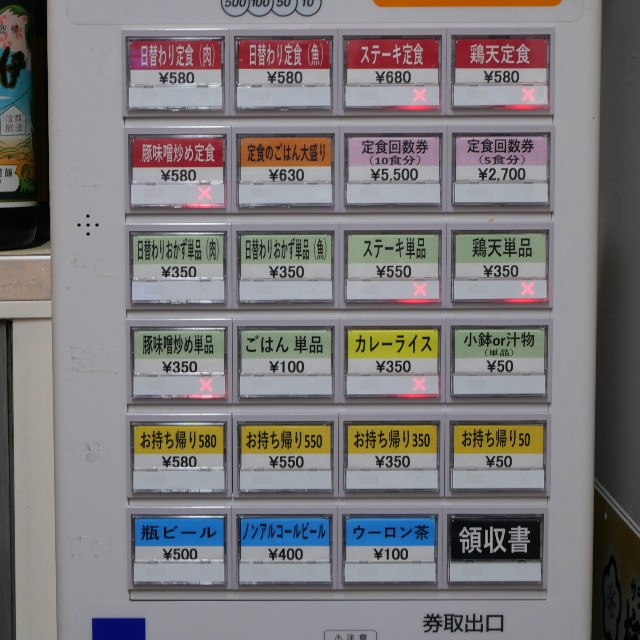 500 100 50 10
日替わり定食(肉)
¥580
日替わり定食(魚)
¥580
ステーキ定食
¥680
鶏天定食
¥580
豚味噌炒め定食
¥580
定食のごはん大盛り
¥630
定食回数券
(10食分)
¥5,500
定食回数券
(5食分)
¥2,700
日替わりおかず単品(肉)
¥350
日替わりおかず単品(魚)
¥350
ステーキ単品
¥550
鶏天単品
¥350
豚味噌炒め単品
¥350
ごはん 単品
¥100
カレーライス
¥350
小鉢or汁物
(単品)
¥50
お持ち帰り580
¥580
お持ち帰り550
¥550
お持ち帰り350
¥350
お持ち帰り50
¥50
瓶ビール
¥500
ノンアルコールビール
¥400
ウーロン茶
¥100
領収書
券取出口